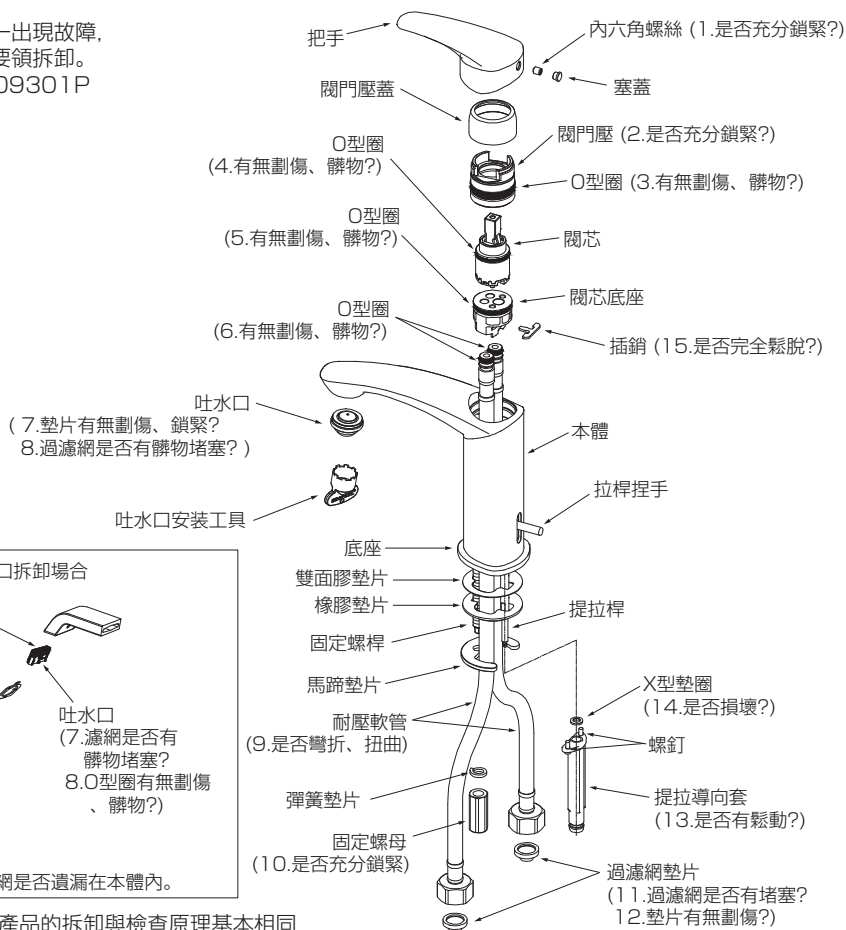 一出現故障,
要領拆卸。
09301P
把手
內六角螺絲 (1.是否充分鎖緊?)
塞蓋
閥門壓蓋
閥門壓 (2.是否充分鎖緊?)
O型圈
(4.有無劃傷、髒物?)
O型圈 (3.有無劃傷、髒物?)
O型圈
(5.有無劃傷、髒物?)
閥芯
閥芯底座
O型圈
(6.有無劃傷、髒物?)
插銷 (15.是否完全鬆脫?)
吐水口
( 7.墊片有無劃傷、鎖緊?
8.過濾網是否有髒物堵塞? )
本體
拉桿捏手
吐水口安裝工具
底座
雙面膠墊片
橡膠墊片
提拉桿
固定螺桿
馬蹄墊片
耐壓軟管
(9.是否彎折、扭曲)
X型墊圈
(14.是否損壞?)
螺釘
彈簧墊片
提拉導向套
(13.是否有鬆動?)
固定螺母
(10.是否充分鎖緊)
過濾網墊片
(11.過濾網是否有堵塞?
12.墊片有無劃傷?)
口拆卸場合
吐水口
(7.濾網是否有
髒物堵塞?
8.O型圈有無劃傷
、髒物?)
網是否遺漏在本體內。
產品的拆卸與檢查原理基本相同